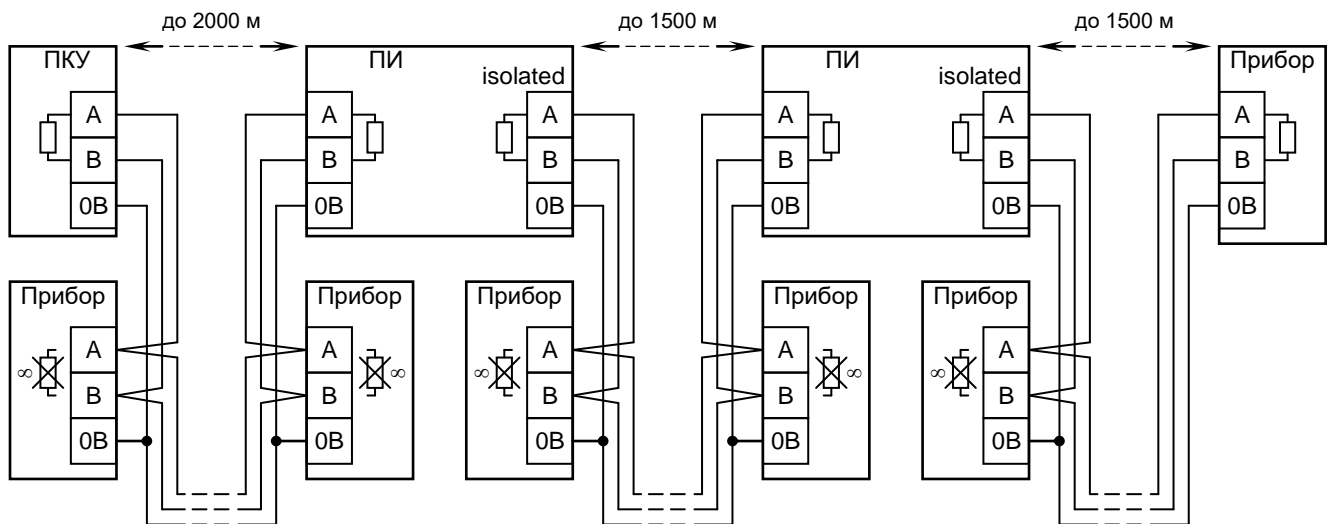 до 2000 м до 1500 м до 1500 м
ПКУ ПИ ПИ Прибор
isolated isolated
A A A A A A
B B B B B B
0В 0В 0В 0В 0В 0В
Прибор Прибор Прибор Прибор Прибор
A A A A A
∞ ∞ ∞ ∞ ∞
B B B B B
0В 0В 0В 0В 0В